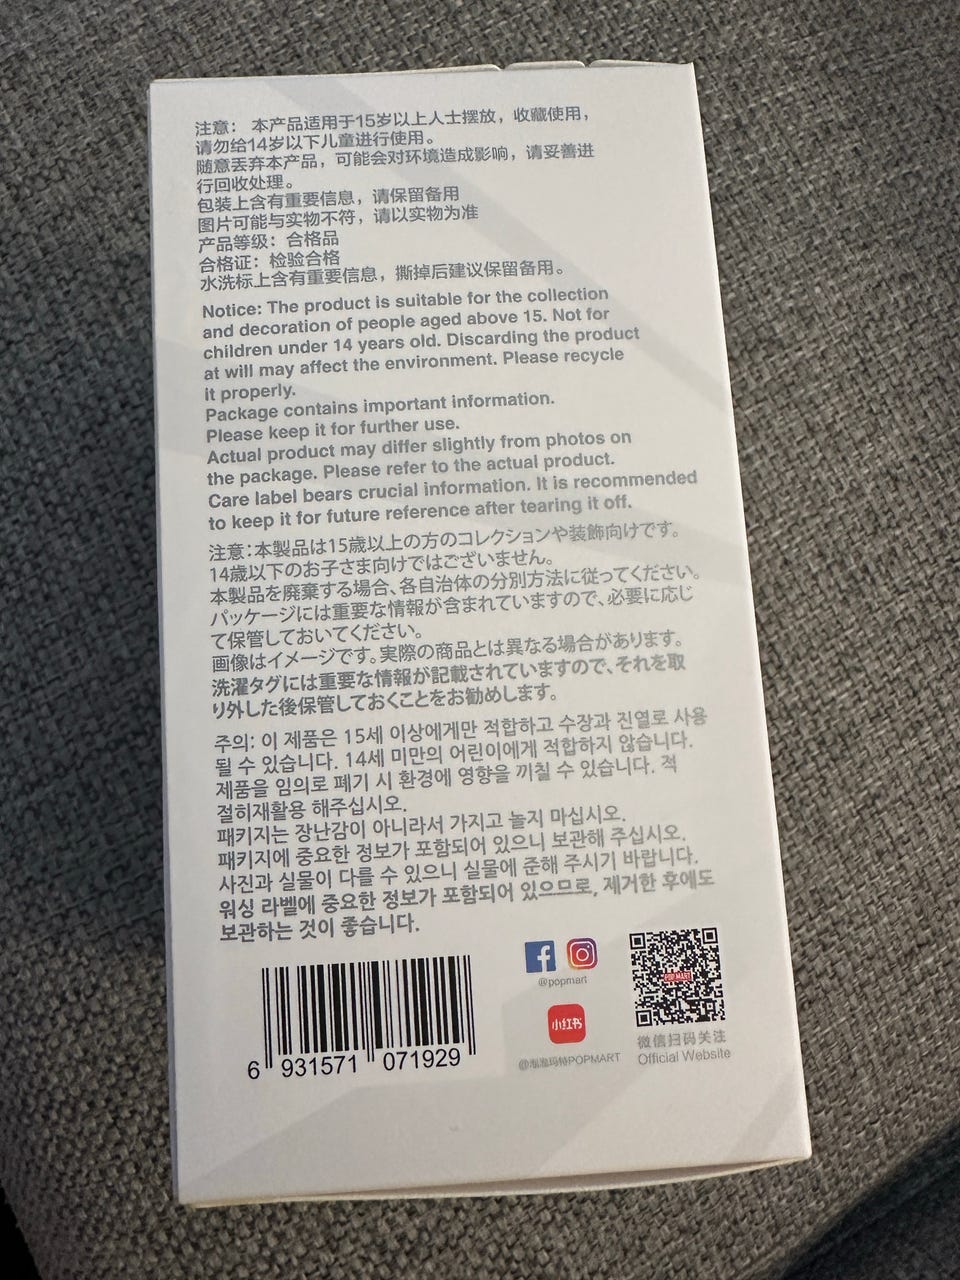 注意： 本产品适用于15岁以上人士摆放，收藏使用，
请勿给14岁以下儿童进行使用。
随意丢弃本产品，可能会对环境造成影响，请妥善进
行回收处理。
包装上含有重要信息，请保留备用
图片可能与实物不符，请以实物为准
产品等级：合格品
合格证：检验合格
水洗标上含有重要信息，撕掉后建议保留备用。
Notice: The product is suitable for the collection
and decoration of people aged above 15. Not for
children under 14 years old. Discarding the product
at will may affect the environment. Please recycle
it properly.
Package contains important information.
Please keep it for further use.
Actual product may differ slightly from photos on
the package. Please refer to the actual product.
Care label bears crucial information. It is recommended
to keep it for future reference after tearing it off.
注意：本製品は15歳以上の方のコレクションや装飾向けです。
14歳以下のお子さま向けではございません。
本製品を廃棄する場合、各自治体の分別方法に従ってください。
パッケージには重要な情報が含まれていますので、必要に応じ
て保管しておいてください。
画像はイメージです。実際の商品とは異なる場合があります。
洗濯タグには重要な情報が記載されていますので、それを取
り外した後保管しておくことをお勧めします。
주의: 이 제품은 15세 이상에게만 적합하고 수장과 진열로 사용
될 수 있습니다. 14세 미만의 어린이에게 적합하지 않습니다.
제품을 임의로 폐기 시 환경에 영향을 끼칠 수 있습니다. 적
절히재활용 해주십시오.
패키지는 장난감이 아니라서 가지고 놀지 마십시오.
패키지에 중요한 정보가 포함되어 있으니 보관해 주십시오.
사진과 실물이 다를 수 있으니 실물에 준해 주시기 바랍니다.
워싱 라벨에 중요한 정보가 포함되어 있으므로, 제거한 후에도
보관하는 것이 좋습니다.
6 931571 071929
@popmart
小红书
@泡泡玛特POPMART
POP MART
微信扫码关注
Official Website